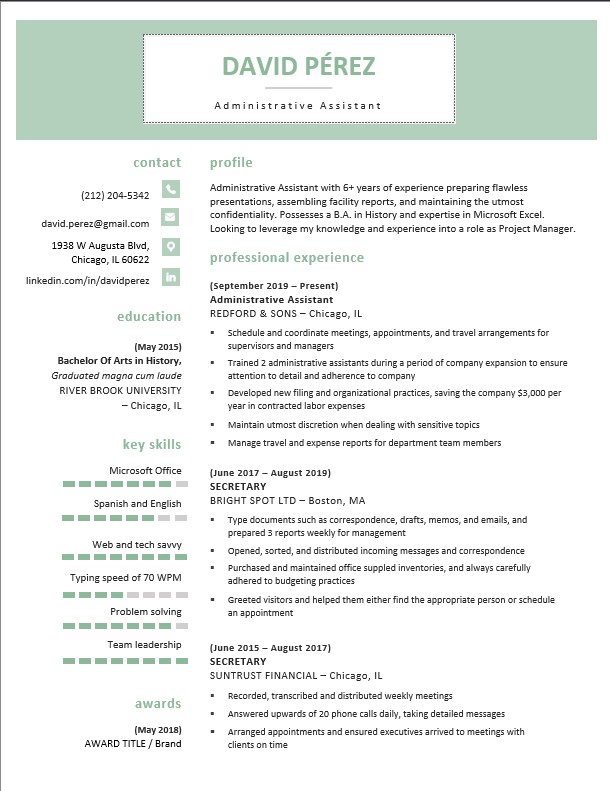 DAVID PÉREZ
Administrative Assistant
contact
(212) 204-5342
david.perez@gmail.com
1938 W Augusta Blvd,
Chicago, IL 60622
linkedin.com/in/davidperez
education
(May 2015)
Bachelor Of Arts in History,
Graduated magna cum laude
RIVER BROOK UNIVERSITY
– Chicago, IL
key skills
Microsoft Office
Spanish and English
Web and tech savvy
Typing speed of 70 WPM
Problem solving
Team leadership
awards
(May 2018)
AWARD TITLE / Brand
profile
Administrative Assistant with 6+ years of experience preparing flawless
presentations, assembling facility reports, and maintaining the utmost
confidentiality. Possesses a B.A. in History and expertise in Microsoft Excel.
Looking to leverage my knowledge and experience into a role as Project Manager.
professional experience
(September 2019 – Present)
Administrative Assistant
REDFORD & SONS – Chicago, IL
▪ Schedule and coordinate meetings, appointments, and travel arrangements for
supervisors and managers
▪ Trained 2 administrative assistants during a period of company expansion to ensure
attention to detail and adherence to company
▪ Developed new filing and organizational practices, saving the company $3,000 per
year in contracted labor expenses
▪ Maintain utmost discretion when dealing with sensitive topics
▪ Manage travel and expense reports for department team members
(June 2017 – August 2019)
SECRETARY
BRIGHT SPOT LTD – Boston, MA
▪ Type documents such as correspondence, drafts, memos, and emails, and
prepared 3 reports weekly for management
▪ Opened, sorted, and distributed incoming messages and correspondence
▪ Purchased and maintained office suppled inventories, and always carefully
adhered to budgeting practices
▪ Greeted visitors and helped them either find the appropriate person or schedule
an appointment
(June 2015 – August 2017)
SECRETARY
SUNTRUST FINANCIAL – Chicago, IL
▪ Recorded, transcribed and distributed weekly meetings
▪ Answered upwards of 20 phone calls daily, taking detailed messages
▪ Arranged appointments and ensured executives arrived to meetings with
clients on time